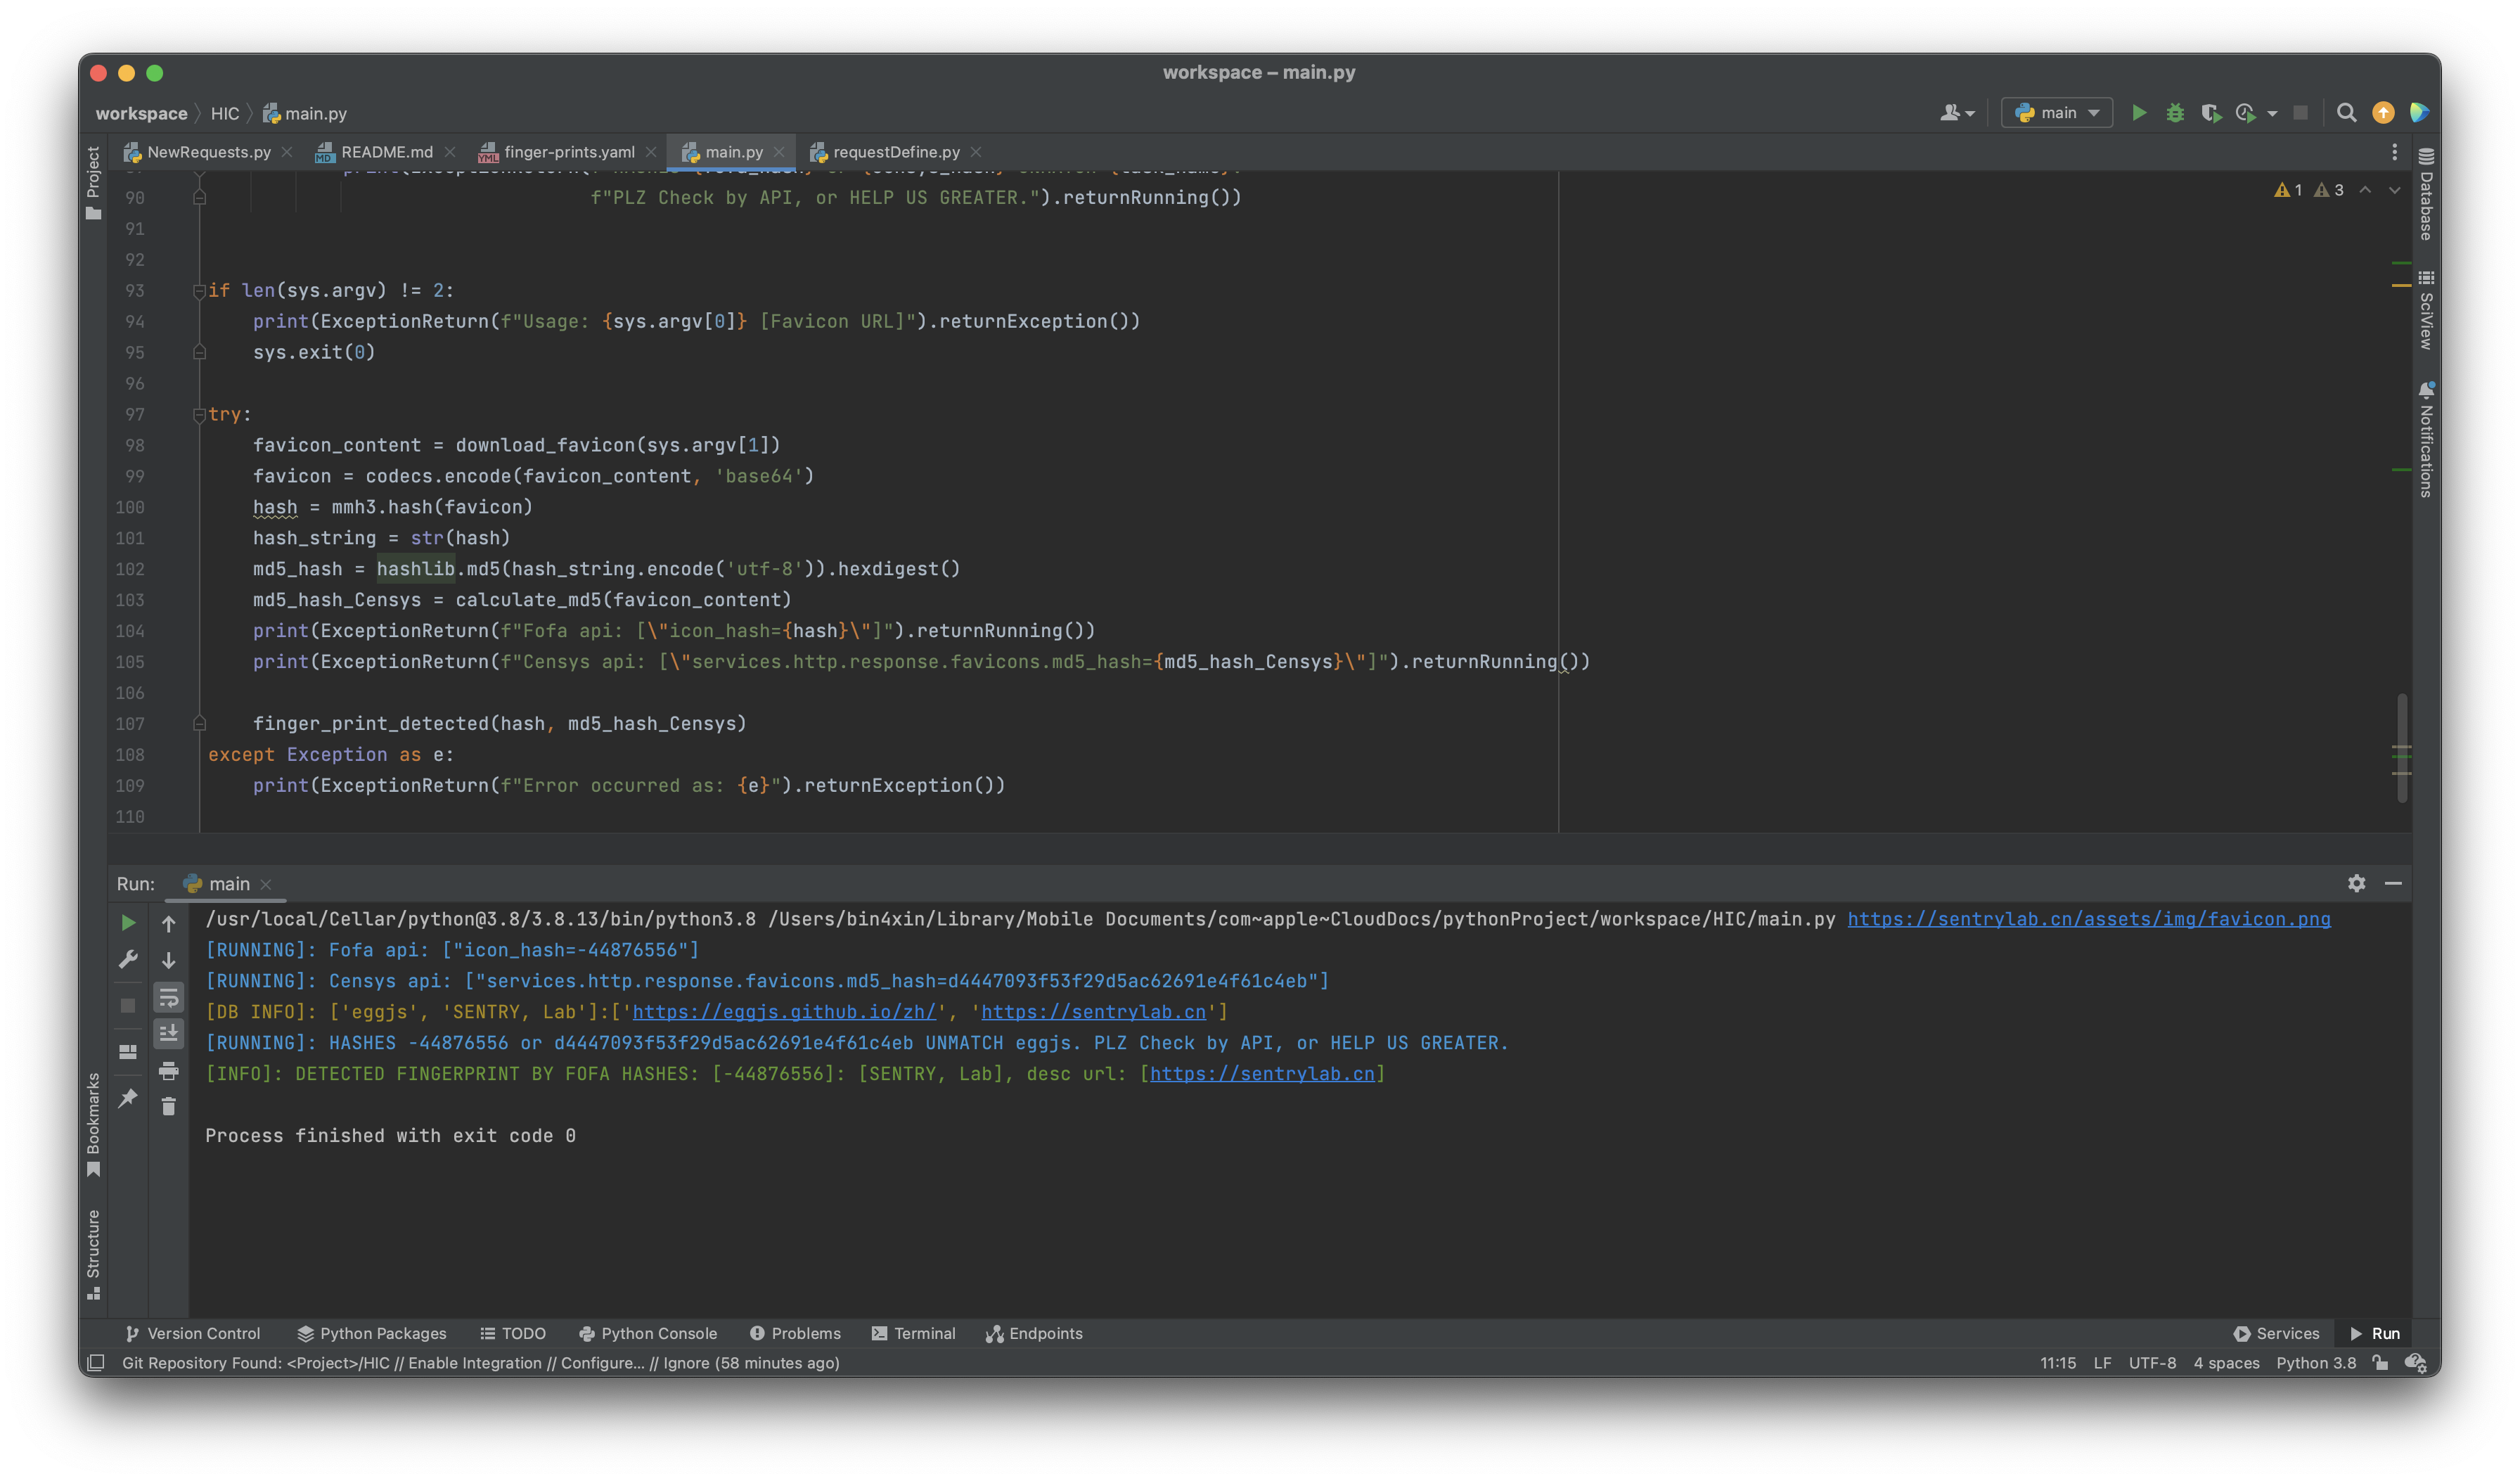 workspace – main.py
workspace HIC main.py
main
NewRequests.py README.md finger-prints.yaml main.py requestDefine.py
Project
90 f"PLZ Check by API, or HELP US GREATER.").returnRunning())
1 3
91
92
93 if len(sys.argv) != 2:
94 print(ExceptionReturn(f"Usage: {sys.argv[0]} [Favicon URL]").returnException())
95 sys.exit(0)
96
97 try:
98 favicon_content = download_favicon(sys.argv[1])
99 favicon = codecs.encode(favicon_content, 'base64')
100 hash = mmh3.hash(favicon)
101 hash_string = str(hash)
102 md5_hash = hashlib.md5(hash_string.encode('utf-8')).hexdigest()
103 md5_hash_Censys = calculate_md5(favicon_content)
104 print(ExceptionReturn(f"Fofa api: [\"icon_hash={hash}\"]").returnRunning())
105 print(ExceptionReturn(f"Censys api: [\"services.http.response.favicons.md5_hash={md5_hash_Censys}\"]").returnRunning())
106
107 finger_print_detected(hash, md5_hash_Censys)
108 except Exception as e:
109 print(ExceptionReturn(f"Error occurred as: {e}").returnException())
110
Database
SciView
Notifications
Run: main
/usr/local/Cellar/python@3.8/3.8.13/bin/python3.8 /Users/bin4xin/Library/Mobile Documents/com~apple~CloudDocs/pythonProject/workspace/HIC/main.py https://sentrylab.cn/assets/img/favicon.png
[RUNNING]: Fofa api: ["icon_hash=-44876556"]
[RUNNING]: Censys api: ["services.http.response.favicons.md5_hash=d4447093f53f29d5ac62691e4f61c4eb"]
[DB INFO]: ['eggjs', 'SENTRY, Lab']:['https://eggjs.github.io/zh/', 'https://sentrylab.cn']
[RUNNING]: HASHES -44876556 or d4447093f53f29d5ac62691e4f61c4eb UNMATCH eggjs. PLZ Check by API, or HELP US GREATER.
[INFO]: DETECTED FINGERPRINT BY FOFA HASHES: [-44876556]: [SENTRY, Lab], desc url: [https://sentrylab.cn]
Process finished with exit code 0
Bookmarks
Structure
Version Control Python Packages TODO Python Console Problems Terminal Endpoints Services Run
Git Repository Found: <Project>/HIC // Enable Integration // Configure... // Ignore (58 minutes ago) 11:15 LF UTF-8 4 spaces Python 3.8